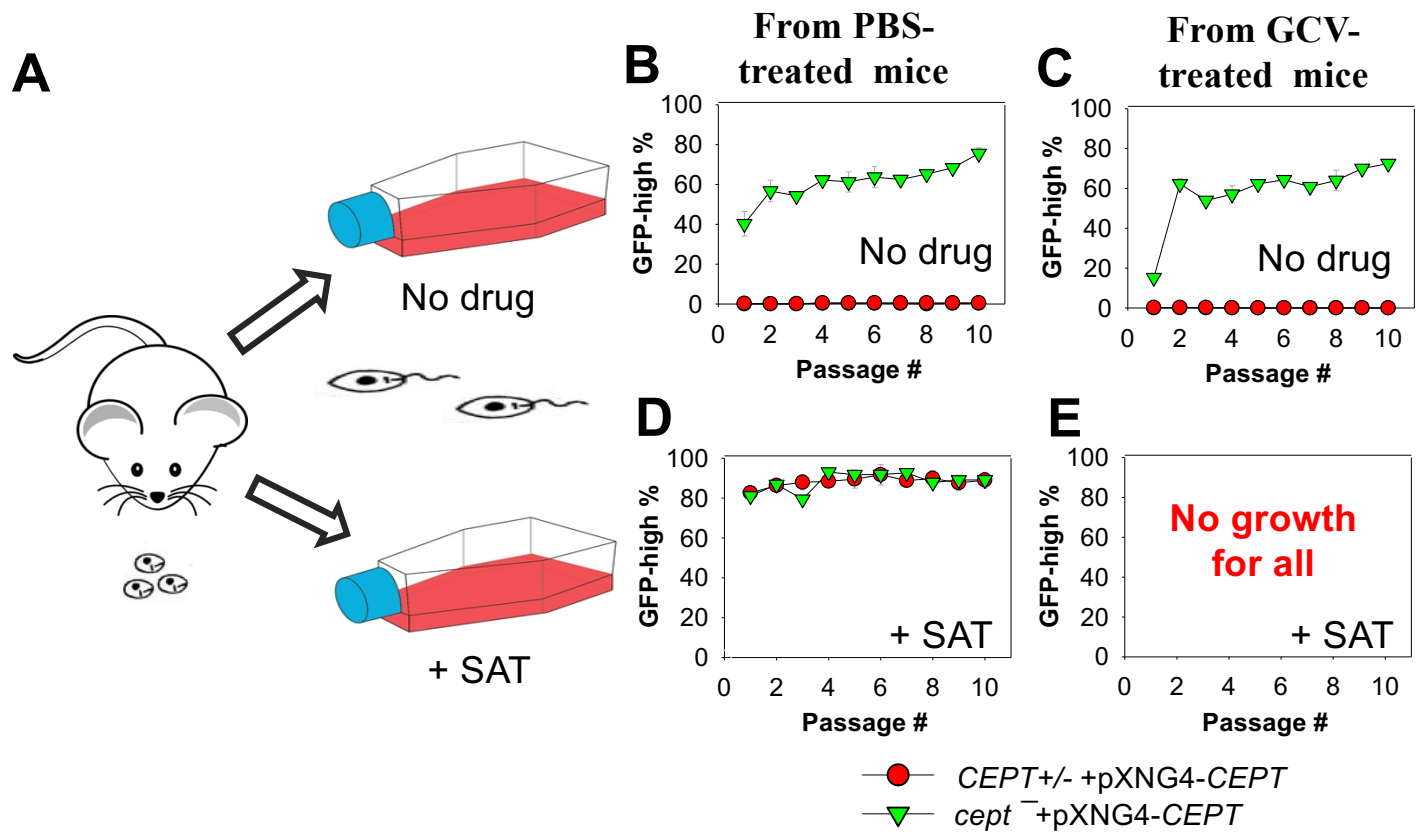 A
No drug
+ SAT
B
From PBS-
treated mice
GFP-high %
100
80
60
40
20
0
No drug
0 2 4 6 8 10
Passage #
C
From GCV-
treated mice
GFP-high %
100
80
60
40
20
0
No drug
0 2 4 6 8 10
Passage #
D
GFP-high %
100
80
60
40
20
0
+ SAT
0 2 4 6 8 10
Passage #
E
GFP-high %
100
80
60
40
20
0
No growth
for all
+ SAT
0 2 4 6 8 10
Passage #
CEPT+/- +pXNG4-CEPT
cept ¯+pXNG4-CEPT